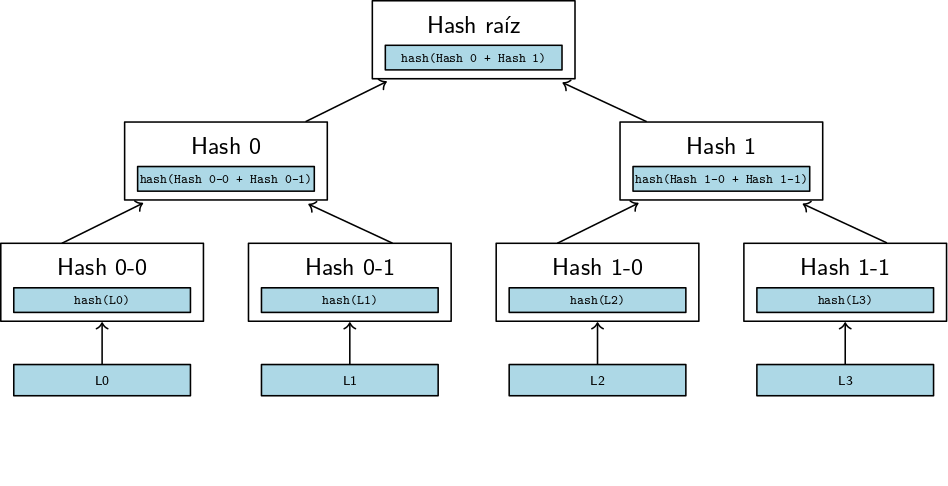 Hash raíz
hash(Hash 0 + Hash 1)
Hash 0
hash(Hash 0-0 + Hash 0-1)
Hash 1
hash(Hash 1-0 + Hash 1-1)
Hash 0-0
hash(L0)
Hash 0-1
hash(L1)
Hash 1-0
hash(L2)
Hash 1-1
hash(L3)
L0
L1
L2
L3